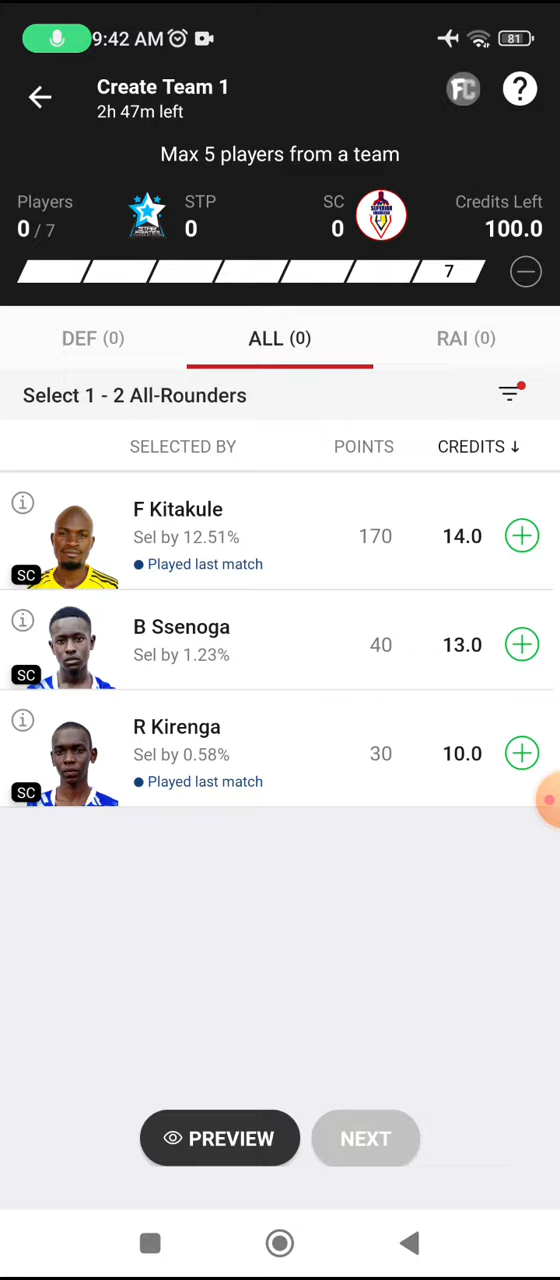 9:42 AM
81
Create Team 1
2h 47m left
FC
?
Max 5 players from a team
Players
STP
SC
Credits Left
0 / 7
0
0
100.0
7
DEF (0)
ALL (0)
RAI (0)
Select 1 - 2 All-Rounders
SELECTED BY
POINTS
CREDITS ↓
F Kitakule
Sel by 12.51%
170
14.0
Played last match
SC
B Ssenoga
Sel by 1.23%
40
13.0
SC
R Kirenga
Sel by 0.58%
30
10.0
Played last match
SC
PREVIEW
NEXT